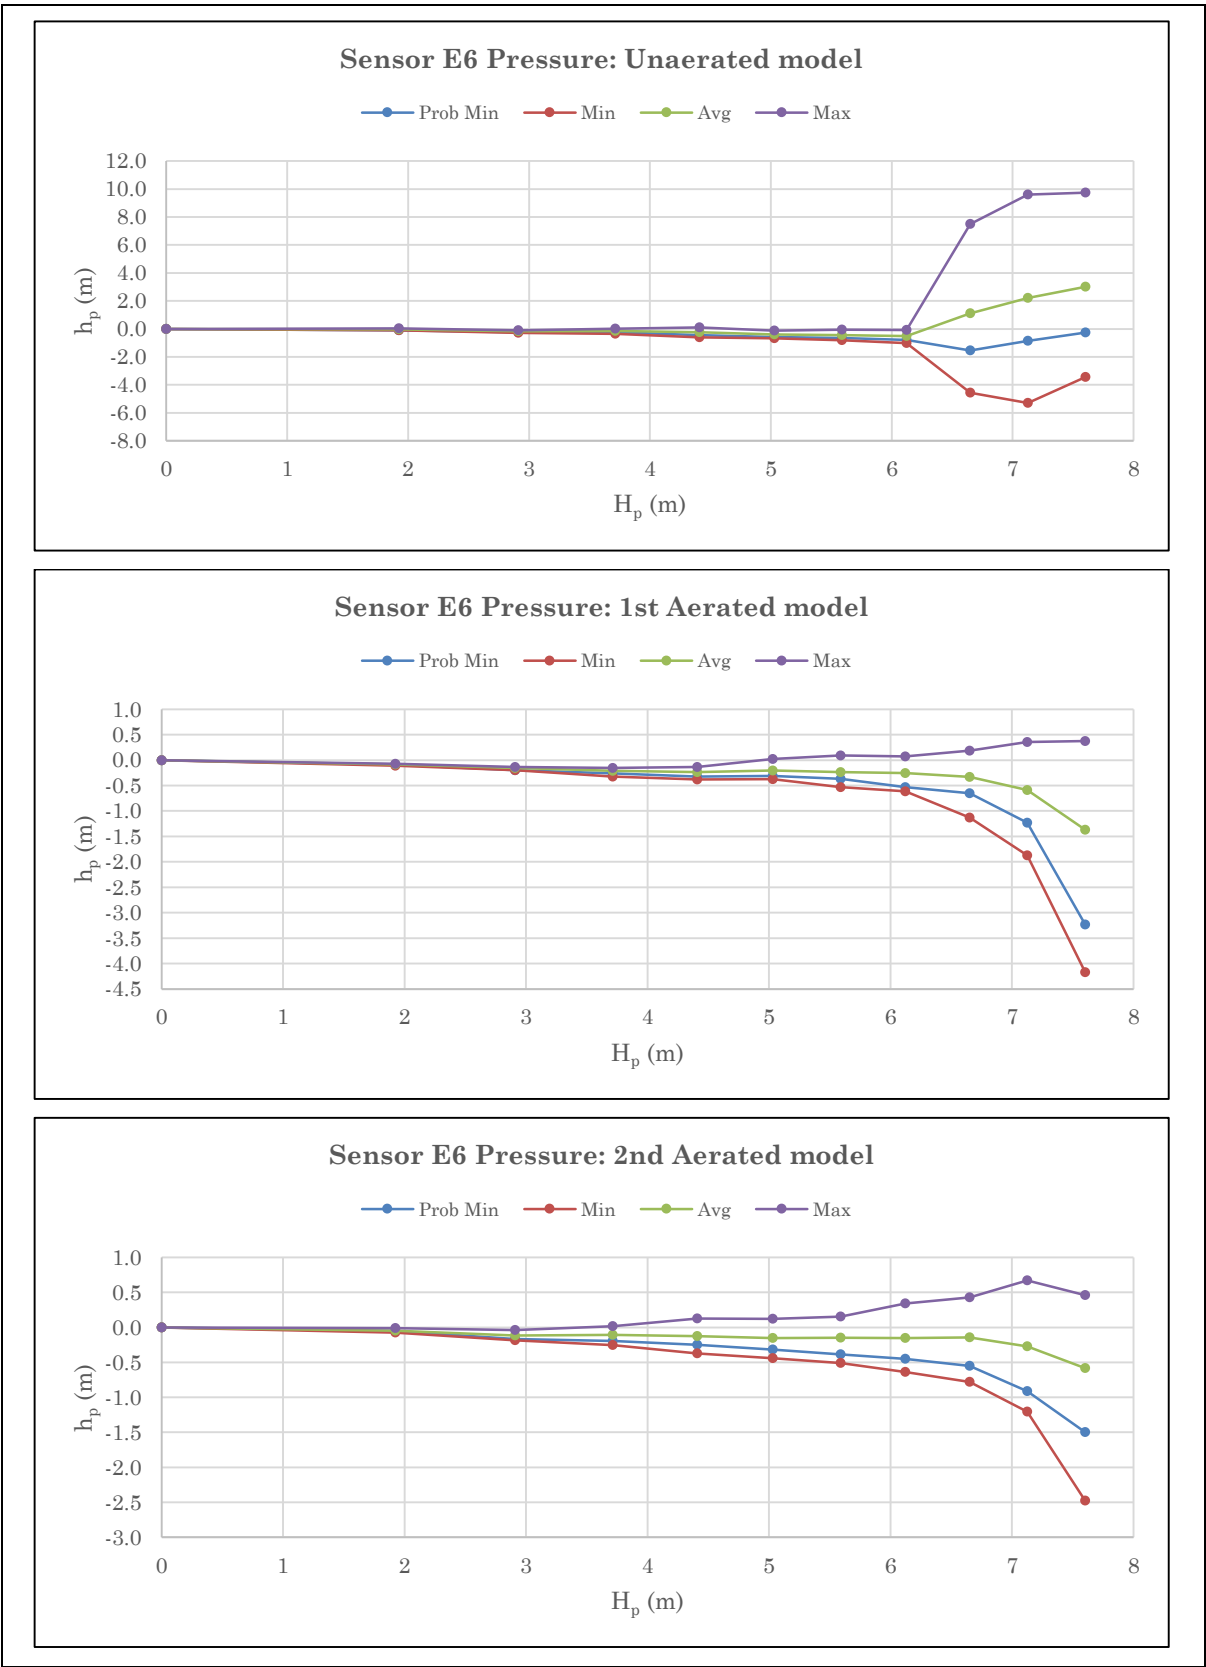 Sensor E6 Pressure: Unaerated model
Prob Min Min Avg Max
12.0
10.0
8.0
6.0
4.0
2.0
0.0
-2.0
-4.0
-6.0
-8.0
h_p (m)
0 1 2 3 4 5 6 7 8
H_p (m)
Sensor E6 Pressure: 1st Aerated model
Prob Min Min Avg Max
1.0
0.5
0.0
-0.5
-1.0
-1.5
-2.0
-2.5
-3.0
-3.5
-4.0
-4.5
h_p (m)
0 1 2 3 4 5 6 7 8
H_p (m)
Sensor E6 Pressure: 2nd Aerated model
Prob Min Min Avg Max
1.0
0.5
0.0
-0.5
-1.0
-1.5
-2.0
-2.5
-3.0
h_p (m)
0 1 2 3 4 5 6 7 8
H_p (m)